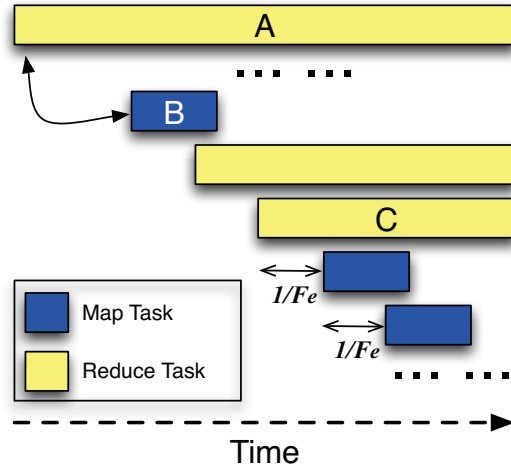 A
B
C
1/Fe
1/Fe
Map Task
Reduce Task
Time